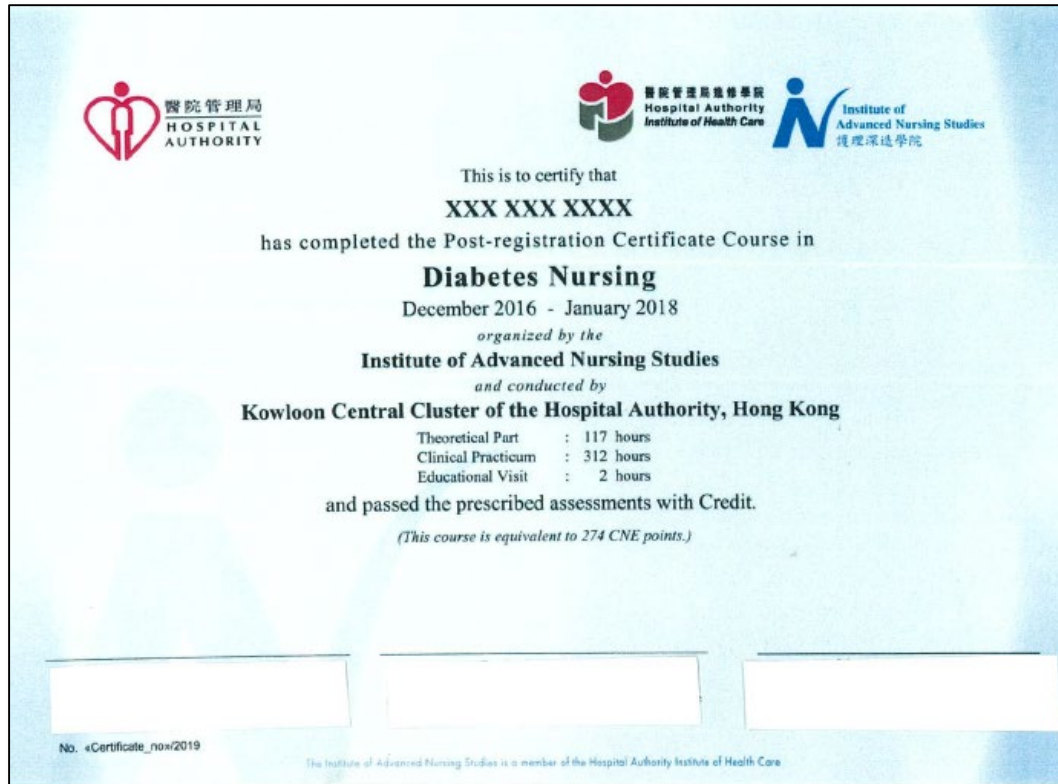 醫院管理局
HOSPITAL
AUTHORITY
醫院管理局進修學院
Hospital Authority
Institute of Health Care
Institute of
Advanced Nursing Studies
護理深造學院
This is to certify that
XXX XXX XXXX
has completed the Post-registration Certificate Course in
Diabetes Nursing
December 2016 - January 2018
organized by the
Institute of Advanced Nursing Studies
and conducted by
Kowloon Central Cluster of the Hospital Authority, Hong Kong
Theoretical Part : 117 hours
Clinical Practicum : 312 hours
Educational Visit : 2 hours
and passed the prescribed assessments with Credit.
(This course is equivalent to 274 CNE points.)
No. «Certificate_no»/2019
The Institute of Advanced Nursing Studies is a member of the Hospital Authority Institute of Health Care